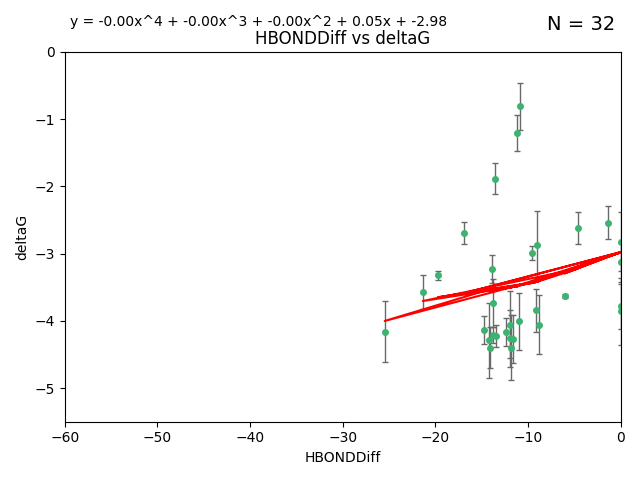 y = -0.00x^4 + -0.00x^3 + -0.00x^2 + 0.05x + -2.98
N = 32
HBONDDiff vs deltaG
0
−1
−2
−3
−4
−5
deltaG
−60
−50
−40
−30
−20
−10
0
HBONDDiff